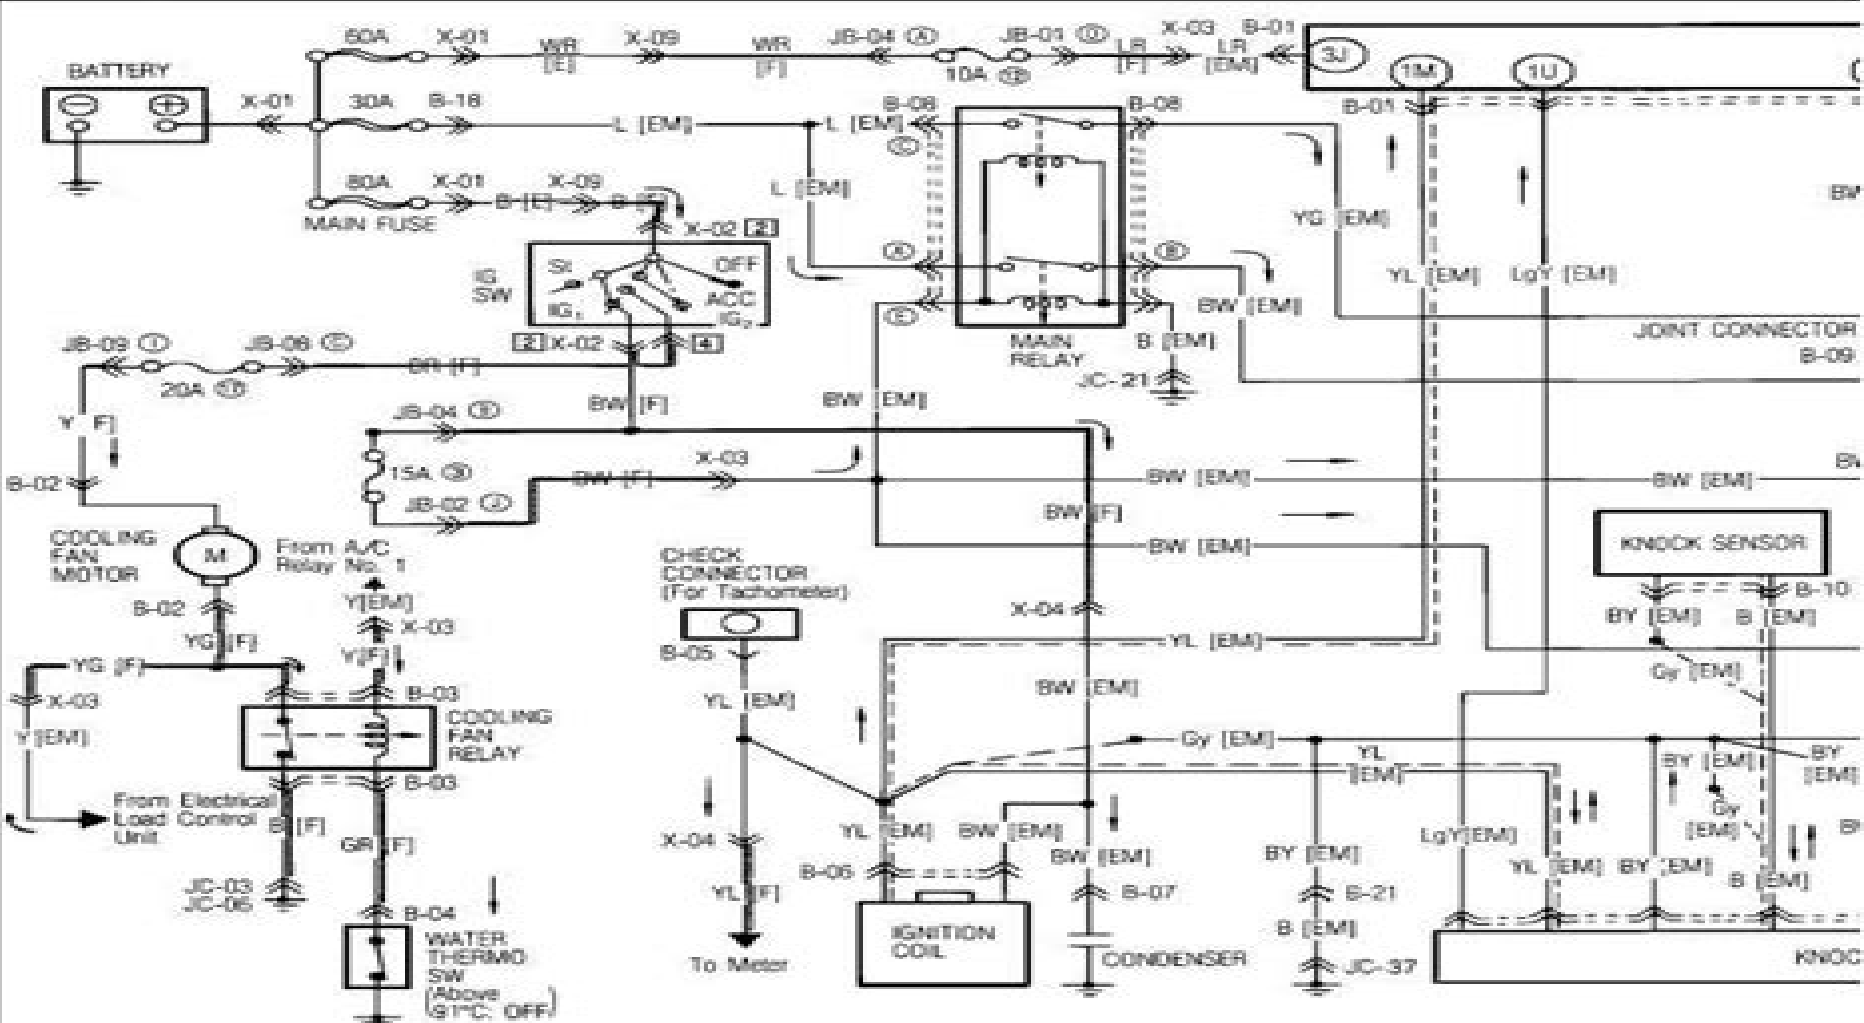 60A X-01 WR [E] X-09 WR [F] JB-04 A 10A JB-01 D LR [F] X-03 LR [EM] B-01 3J
1M 1U
BATTERY
X-01 30A B-18 L [EM] L [EM] B-08 B-08 B-01
C
80A X-01 B [E] X-09 B [F] L [EM]
MAIN FUSE
X-02 2
YG [EM]
BW
IG SW
ST OFF
ACC
IG1 IG2
A B
YL [EM] LgY [EM]
BW [EM]
E
MAIN RELAY
B [EM]
JC-21
JOINT CONNECTOR
B-09
JB-09 I JB-06 C
20A
BR [F]
2 X-02 4
BW [F]
BW [EM]
Y F]
JB-04
15A
JB-02 J
BW [F] X-03
BW [EM] BW [EM]
B-02
BW [F]
BW [EM]
KNOCK SENSOR
COOLING FAN MOTOR
M
From A/C
Relay No. 1
Y[EM]
X-03
Y[F]
B-02
YG [F]
YG [F]
B-03
CHECK
CONNECTOR
(For Tachometer)
B-05
X-04
YL [EM]
B-10
BY [EM] B [EM]
Gy [EM]
X-03
Y [EM]
COOLING
FAN
RELAY
B-03
YL [EM]
BW [EM]
Gy [EM]
YL
[EM]
BY [EM]
BY
[EM]
Gy
[EM]
From Electrical
Load Control
Unit
B [F]
GR [F]
X-04
YL [F]
To Meter
YL [EM] BW [EM]
BW [EM]
B-06
B-07
BY [EM]
B-21
B [EM]
JC-37
LgY[EM]
YL [EM] BY [EM] B [EM]
JC-03
JC-06
B-04
WATER
THERMO
SW
(Above
91°C: OFF)
IGNITION
COIL
CONDENSER
KNOC